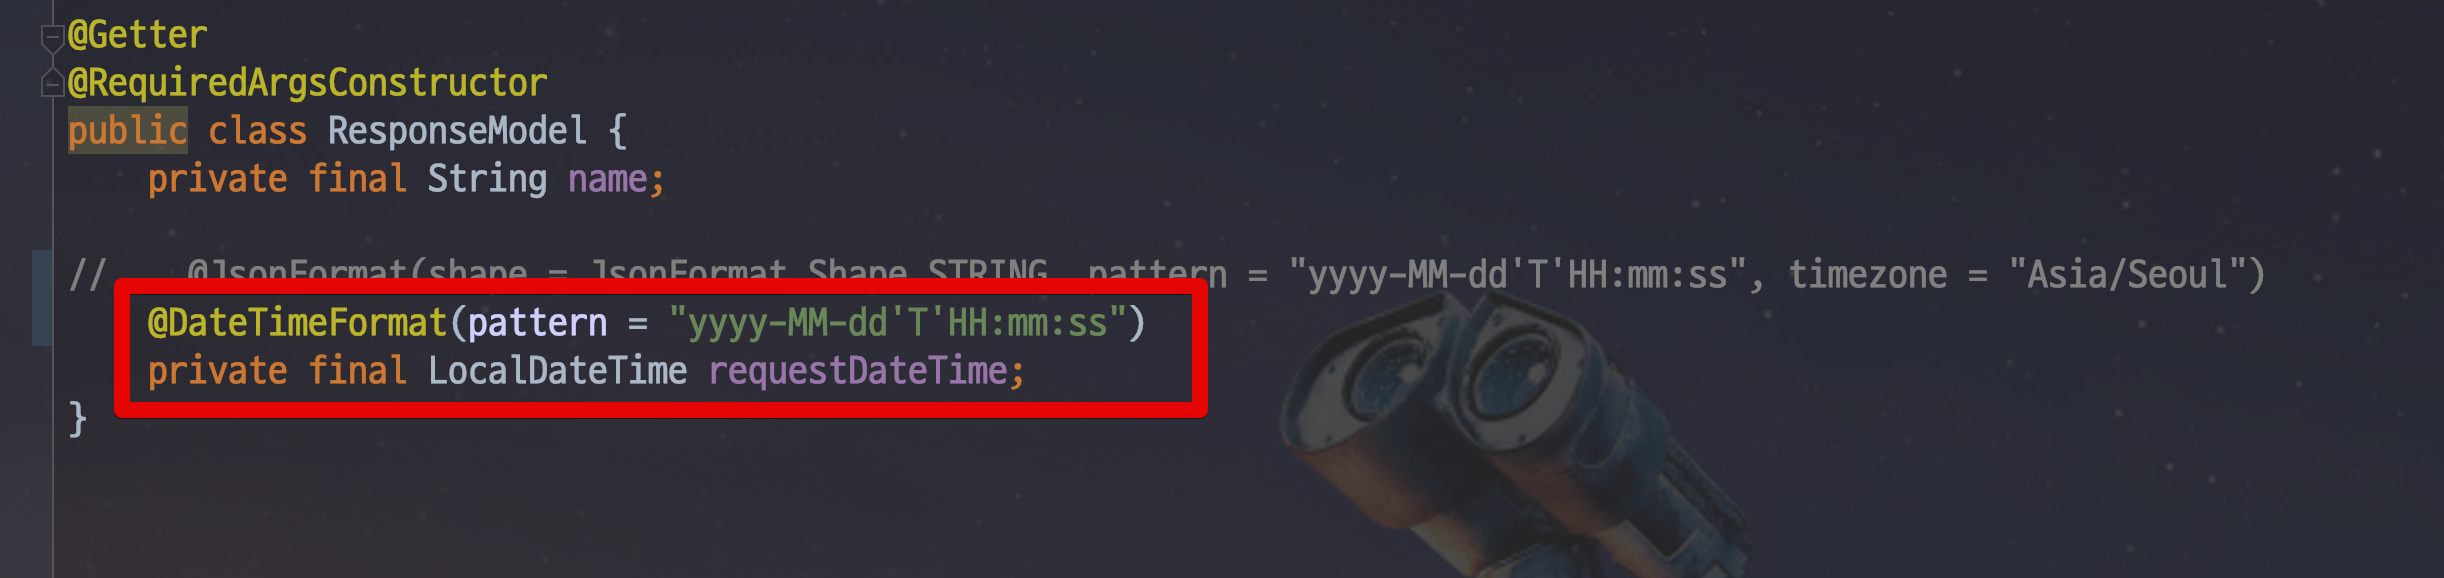 @Getter
@RequiredArgsConstructor
public class ResponseModel {
    private final String name;
//    @JsonFormat(shape = JsonFormat.Shape.STRING, pattern = "yyyy-MM-dd'T'HH:mm:ss", timezone = "Asia/Seoul")
    @DateTimeFormat(pattern = "yyyy-MM-dd'T'HH:mm:ss")
    private final LocalDateTime requestDateTime;
}